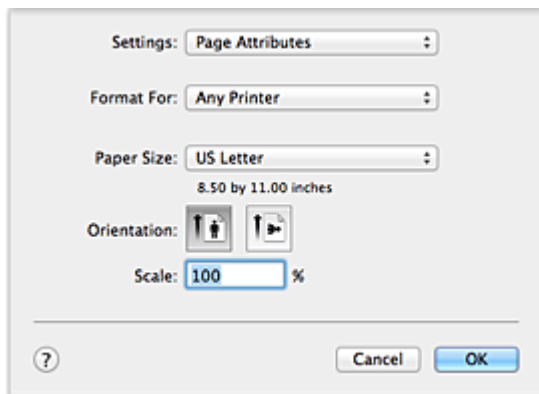 Settings: Page Attributes
Format For: Any Printer
Paper Size: US Letter
8.50 by 11.00 inches
Orientation:
Scale: 100 %
? Cancel OK